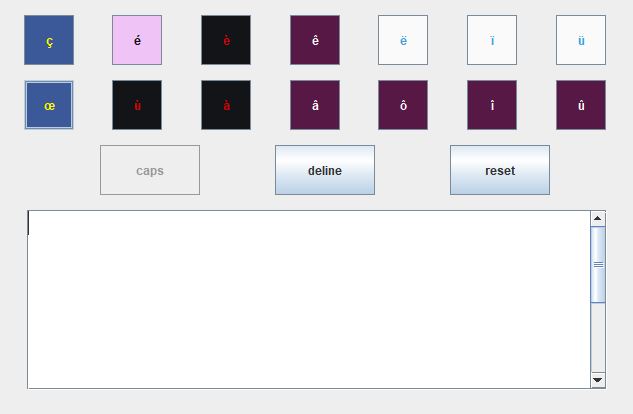 ç é è ê ë ï ü
œ ù à â ô î û
caps deline reset